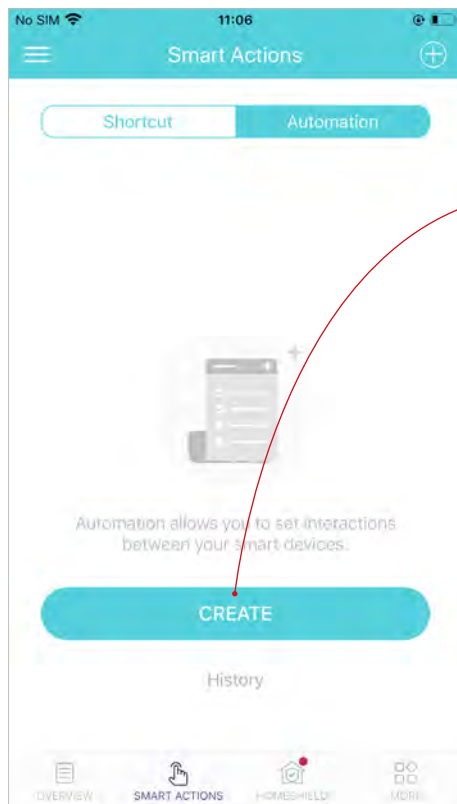 No SIM 11:06
Smart Actions
Shortcut Automation
Automation allows you to set interactions
between your smart devices.
CREATE
History
OVERVIEW SMART ACTIONS HOMESHIELD MORE